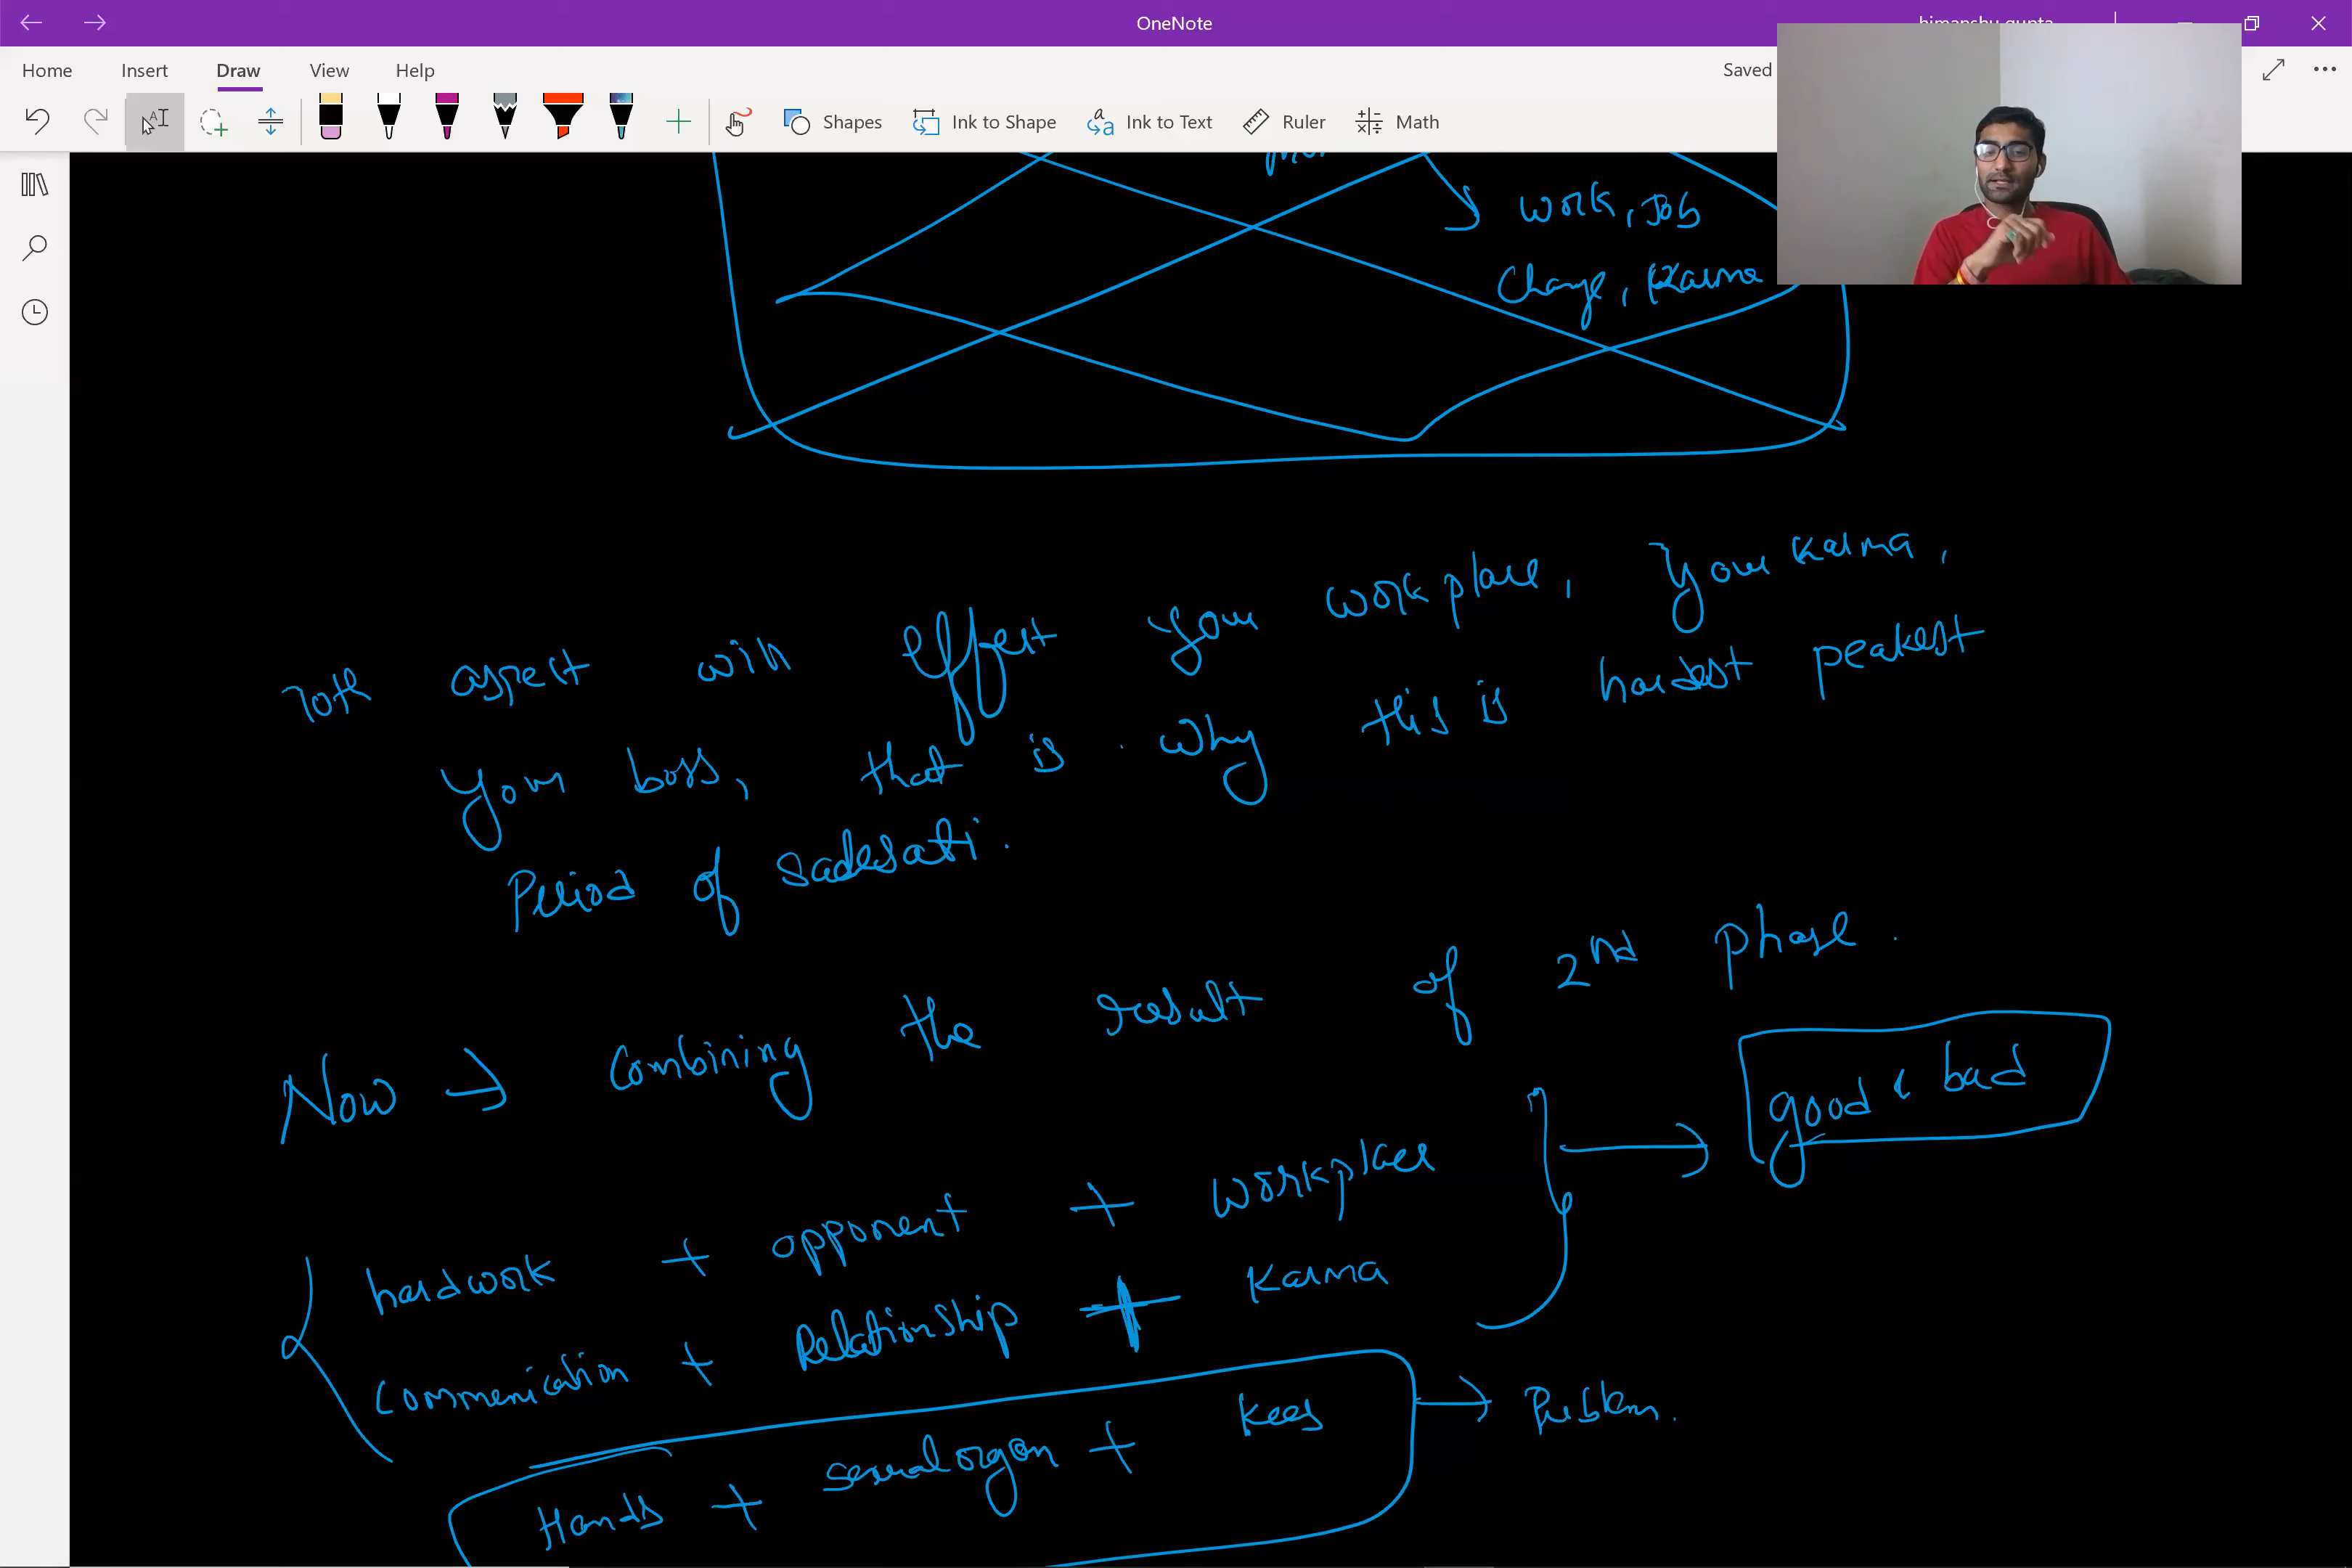 OneNote
himanshu gupta
Home Insert Draw View Help
Saved
Shapes Ink to Shape Ink to Text Ruler Math
work, Job
Change, Karma
10th aspect will effect your workplace, your karma,
your boss, that is why this is hardest peakest
Period of sadesati.
Now → Combining the result of 2nd phase.
good & bad
hardwork + opponent + workplace
communication + Relationship + Karma
→ Problem.
Hands + sexual organ +